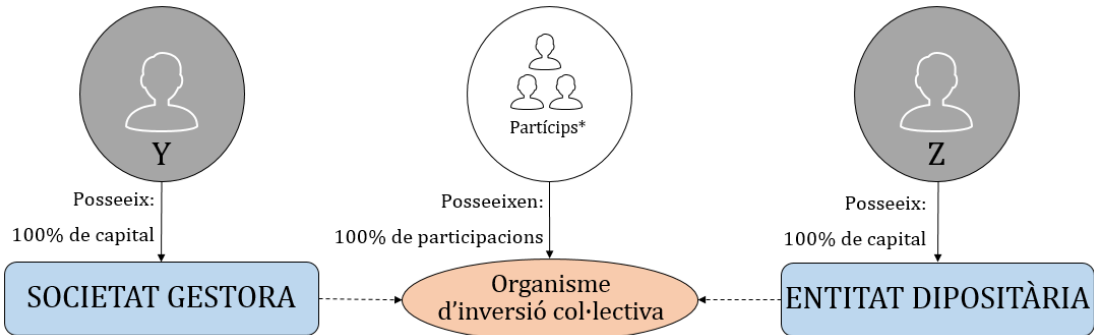 Y
Partícips*
Z
Posseeix:
100% de capital
Posseeixen:
100% de participacions
Posseeix:
100% de capital
SOCIETAT GESTORA
Organisme
d'inversió col·lectiva
ENTITAT DIPOSITÀRIA